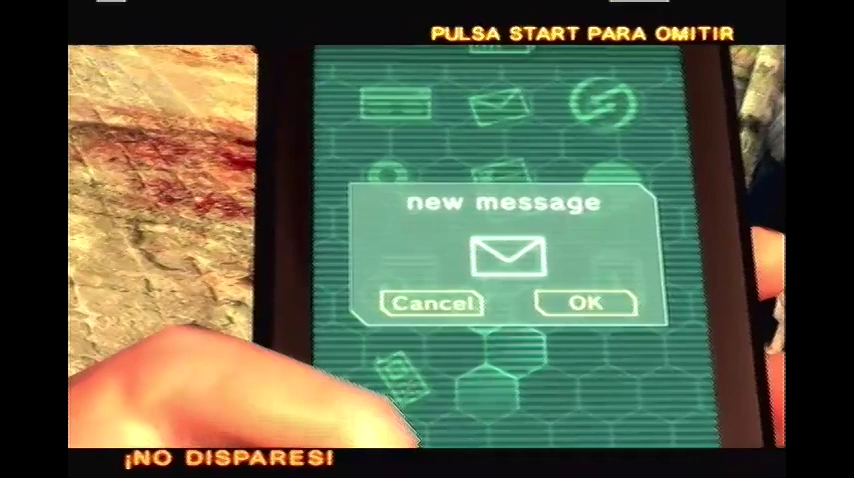 PULSA START PARA OMITIR
new message
Cancel OK
¡NO DISPARES!